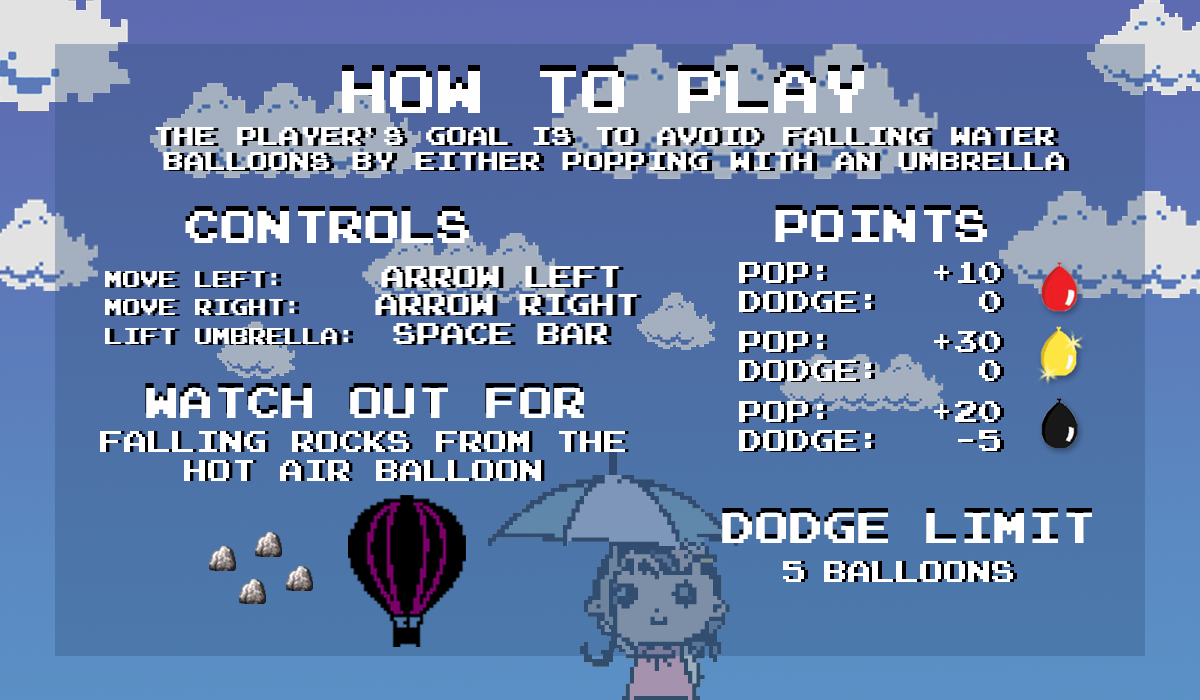 HOW TO PLAY
THE PLAYER'S GOAL IS TO AVOID FALLING WATER
BALLOONS BY EITHER POPPING WITH AN UMBRELLA
CONTROLS
MOVE LEFT: ARROW LEFT
MOVE RIGHT: ARROW RIGHT
LIFT UMBRELLA: SPACE BAR
WATCH OUT FOR
FALLING ROCKS FROM THE
HOT AIR BALLOON
POINTS
POP: +10
DODGE: 0
POP: +30
DODGE: 0
POP: +20
DODGE: -5
DODGE LIMIT
5 BALLOONS